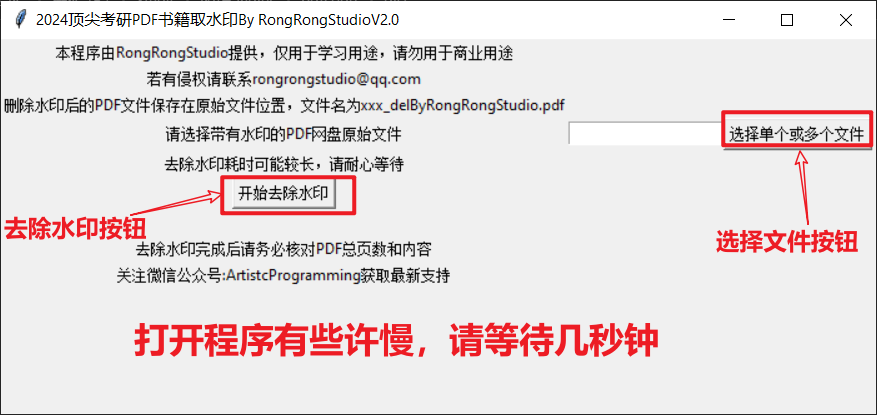 2024顶尖考研PDF书籍取水印By RongRongStudioV2.0
本程序由RongRongStudio提供，仅用于学习用途，请勿用于商业用途
若有侵权请联系rongrongstudio@qq.com
删除水印后的PDF文件保存在原始文件位置，文件名为xxx_delByRongRongStudio.pdf
请选择带有水印的PDF网盘原始文件
选择单个或多个文件
去除水印耗时可能较长，请耐心等待
开始去除水印
去除水印按钮
选择文件按钮
去除水印完成后请务必核对PDF总页数和内容
关注微信公众号:ArtistcProgramming获取最新支持
打开程序有些许慢，请等待几秒钟